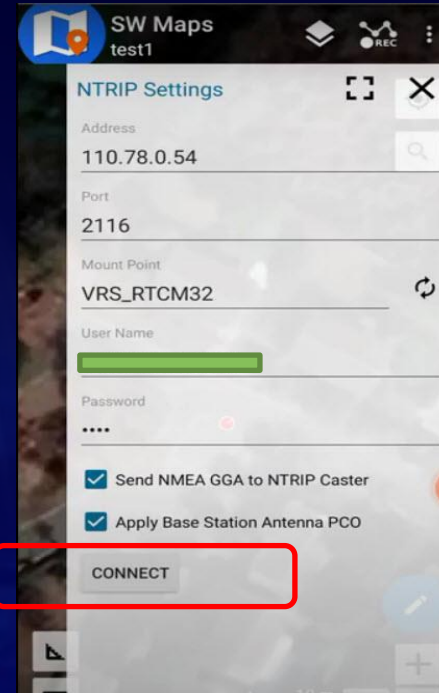 SW Maps
test1
REC
NTRIP Settings
Address
110.78.0.54
Port
2116
Mount Point
VRS_RTCM32
User Name
Password
••••
Send NMEA GGA to NTRIP Caster
Apply Base Station Antenna PCO
CONNECT